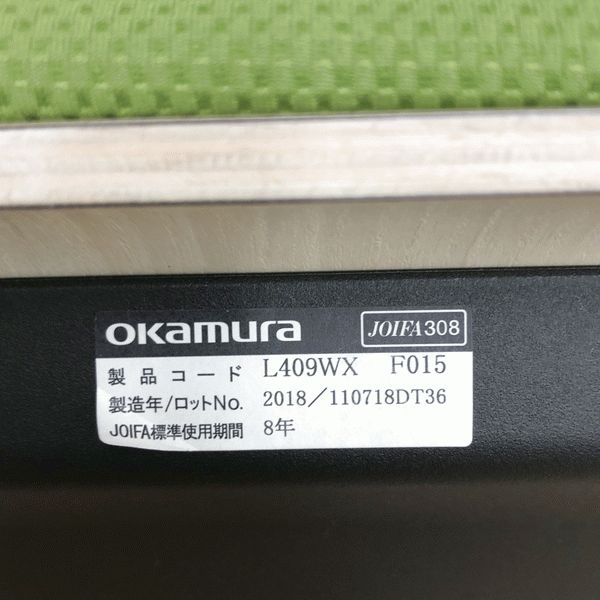 okamura
JOIFA308
製品コード L409WX F015
製造年/ロットNo. 2018/110718DT36
JOIFA標準使用期間 8年